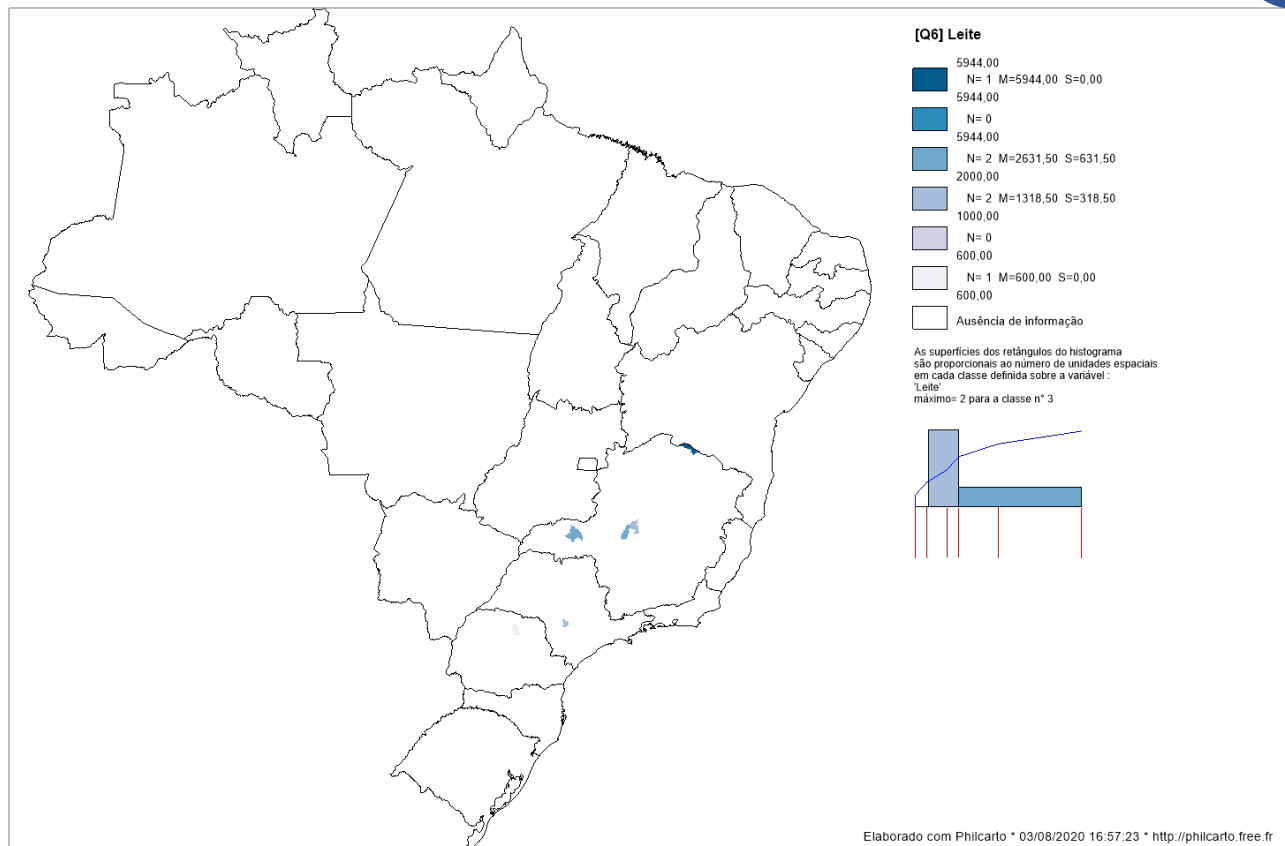 [Q6] Leite
5944,00
N= 1 M=5944,00 S=0,00
5944,00
N= 0
5944,00
N= 2 M=2631,50 S=631,50
2000,00
N= 2 M=1318,50 S=318,50
1000,00
N= 0
600,00
N= 1 M=600,00 S=0,00
600,00
Ausência de informação
As superfícies dos retângulos do histograma
são proporcionais ao número de unidades espaciais
em cada classe definida sobre a variável :
'Leite'
máximo= 2 para a classe n° 3
Elaborado com Philcarto * 03/08/2020 16:57:23 * http://philcarto.free.fr